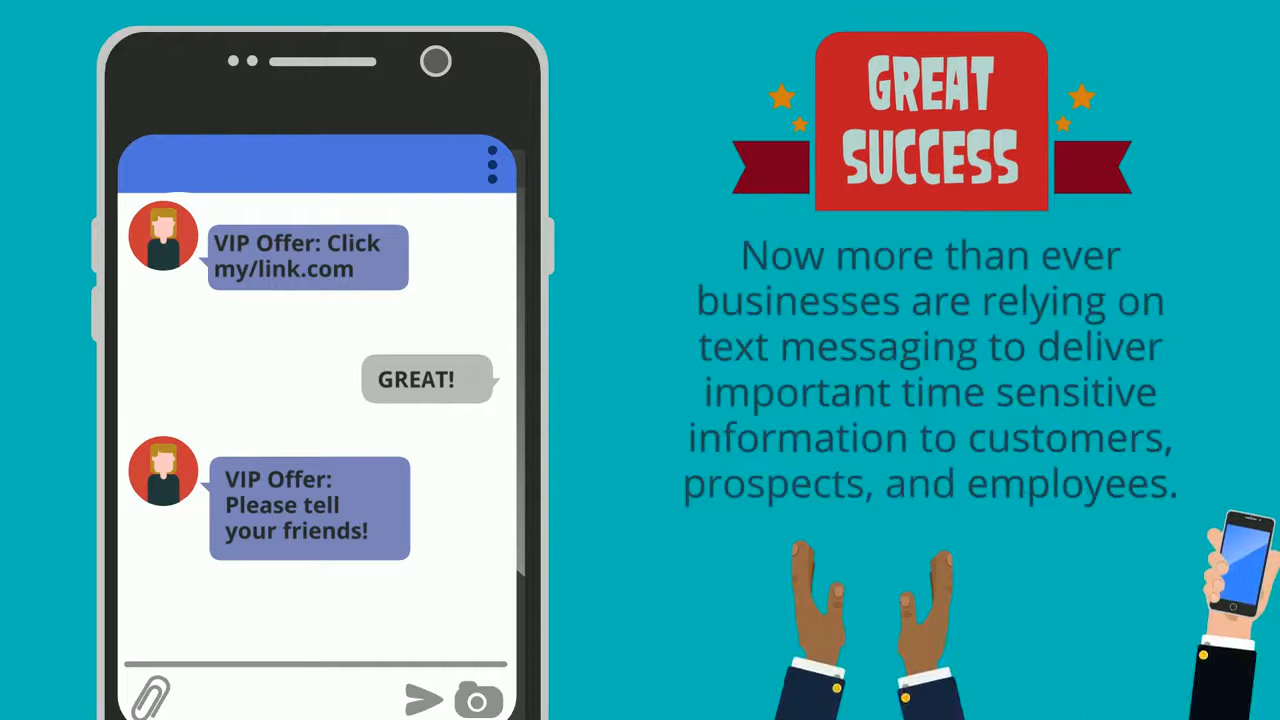 VIP Offer: Click
my/link.com
GREAT!
VIP Offer:
Please tell
your friends!
GREAT
SUCCESS
Now more than ever
businesses are relying on
text messaging to deliver
important time sensitive
information to customers,
prospects, and employees.